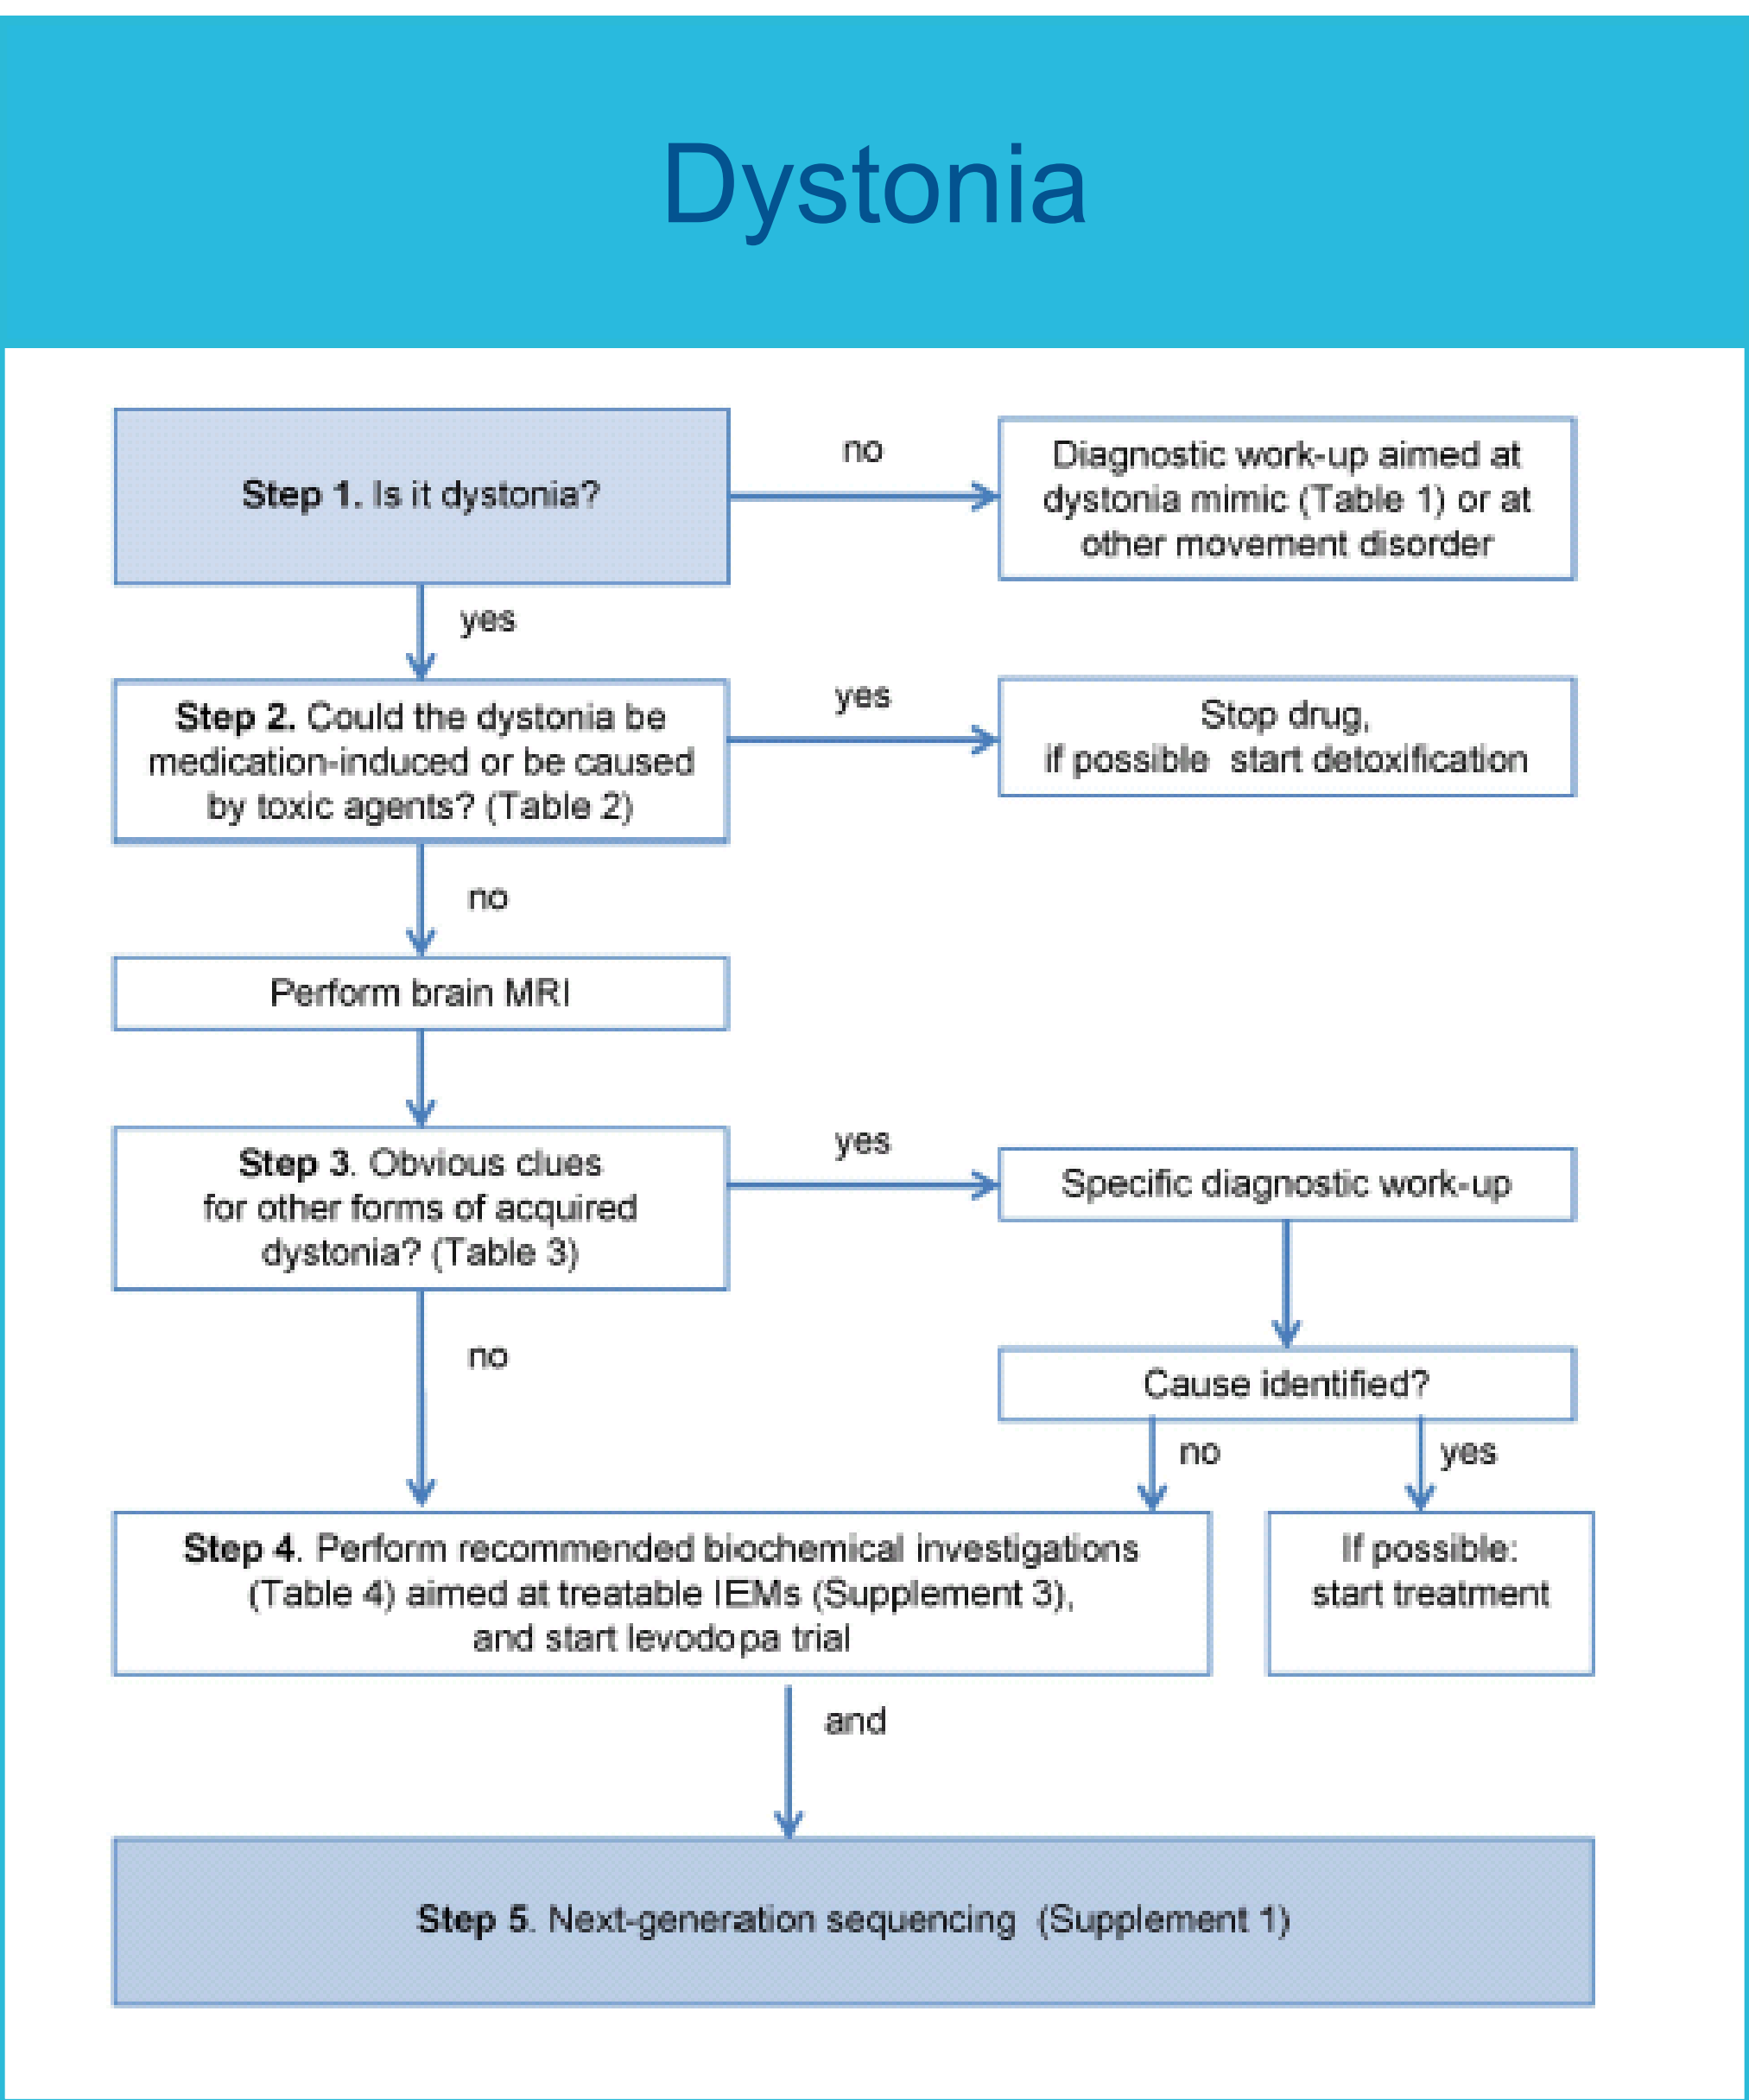 Dystonia
Step 1. Is it dystonia?
no
Diagnostic work-up aimed at
dystonia mimic (Table 1) or at
other movement disorder
yes
Step 2. Could the dystonia be
medication-induced or be caused
by toxic agents? (Table 2)
yes
Stop drug,
if possible start detoxification
no
Perform brain MRI
Step 3. Obvious clues
for other forms of acquired
dystonia? (Table 3)
yes
Specific diagnostic work-up
Cause identified?
no
no
yes
Step 4. Perform recommended biochemical investigations
(Table 4) aimed at treatable IEMs (Supplement 3),
and start levodopa trial
If possible:
start treatment
and
Step 5. Next-generation sequencing (Supplement 1)